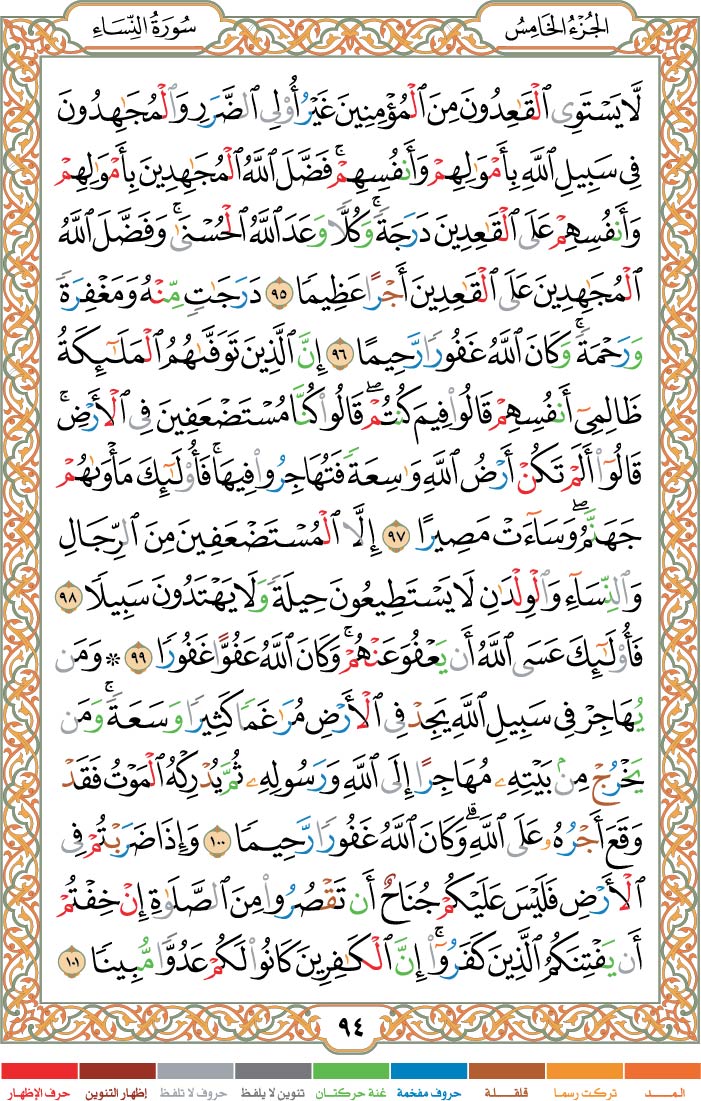 الجُزْءُ الخَامِسُ
سُورَةُ النِّسَاءِ
لَّا يَسْتَوِى ٱلْقَٰعِدُونَ مِنَ ٱلْمُؤْمِنِينَ غَيْرُ أُو۟لِى ٱلضَّرَرِ وَٱلْمُجَٰهِدُونَ
فِى سَبِيلِ ٱللَّهِ بِأَمْوَٰلِهِمْ وَأَنفُسِهِمْ ۚ فَضَّلَ ٱللَّهُ ٱلْمُجَٰهِدِينَ بِأَمْوَٰلِهِمْ
وَأَنفُسِهِمْ عَلَى ٱلْقَٰعِدِينَ دَرَجَةً ۚ وَكُلًّا وَعَدَ ٱللَّهُ ٱلْحُسْنَىٰ ۚ وَفَضَّلَ ٱللَّهُ
ٱلْمُجَٰهِدِينَ عَلَى ٱلْقَٰعِدِينَ أَجْرًا عَظِيمًا ٩٥ دَرَجَٰتٍ مِّنْهُ وَمَغْفِرَةً
وَرَحْمَةً ۚ وَكَانَ ٱللَّهُ غَفُورًا رَّحِيمًا ٩٦ إِنَّ ٱلَّذِينَ تَوَفَّىٰهُمُ ٱلْمَلَٰٓئِكَةُ
ظَالِمِىٓ أَنفُسِهِمْ قَالُوا۟ فِيمَ كُنتُمْ ۖ قَالُوا۟ كُنَّا مُسْتَضْعَفِينَ فِى ٱلْأَرْضِ ۚ
قَالُوٓا۟ أَلَمْ تَكُنْ أَرْضُ ٱللَّهِ وَٰسِعَةً فَتُهَاجِرُوا۟ فِيهَا ۚ فَأُو۟لَٰٓئِكَ مَأْوَىٰهُمْ
جَهَنَّمُ ۖ وَسَآءَتْ مَصِيرًا ٩٧ إِلَّا ٱلْمُسْتَضْعَفِينَ مِنَ ٱلرِّجَالِ
وَٱلنِّسَآءِ وَٱلْوِلْدَٰنِ لَا يَسْتَطِيعُونَ حِيلَةً وَلَا يَهْتَدُونَ سَبِيلًا ٩٨
فَأُو۟لَٰٓئِكَ عَسَى ٱللَّهُ أَن يَعْفُوَ عَنْهُمْ ۚ وَكَانَ ٱللَّهُ عَفُوًّا غَفُورًا ٩٩ ۞ وَمَن
يُهَاجِرْ فِى سَبِيلِ ٱللَّهِ يَجِدْ فِى ٱلْأَرْضِ مُرَٰغَمًا كَثِيرًا وَسَعَةً ۚ وَمَن
يَخْرُجْ مِنۢ بَيْتِهِۦ مُهَاجِرًا إِلَى ٱللَّهِ وَرَسُولِهِۦ ثُمَّ يُدْرِكْهُ ٱلْمَوْتُ فَقَدْ
وَقَعَ أَجْرُهُۥ عَلَى ٱللَّهِ ۗ وَكَانَ ٱللَّهُ غَفُورًا رَّحِيمًا ١٠٠ وَإِذَا ضَرَبْتُمْ فِى
ٱلْأَرْضِ فَلَيْسَ عَلَيْكُمْ جُنَاحٌ أَن تَقْصُرُوا۟ مِنَ ٱلصَّلَوٰةِ إِنْ خِفْتُمْ
أَن يَفْتِنَكُمُ ٱلَّذِينَ كَفَرُوٓا۟ ۚ إِنَّ ٱلْكَٰفِرِينَ كَانُوا۟ لَكُمْ عَدُوًّا مُّبِينًا ١٠١
٩٤
المـــد
تركت رسما
قلقلة
حروف مفخمة
غنة حركتان
تنوين لا يلفظ
حروف لا تلفظ
إظهار التنوين
حرف الإظهار